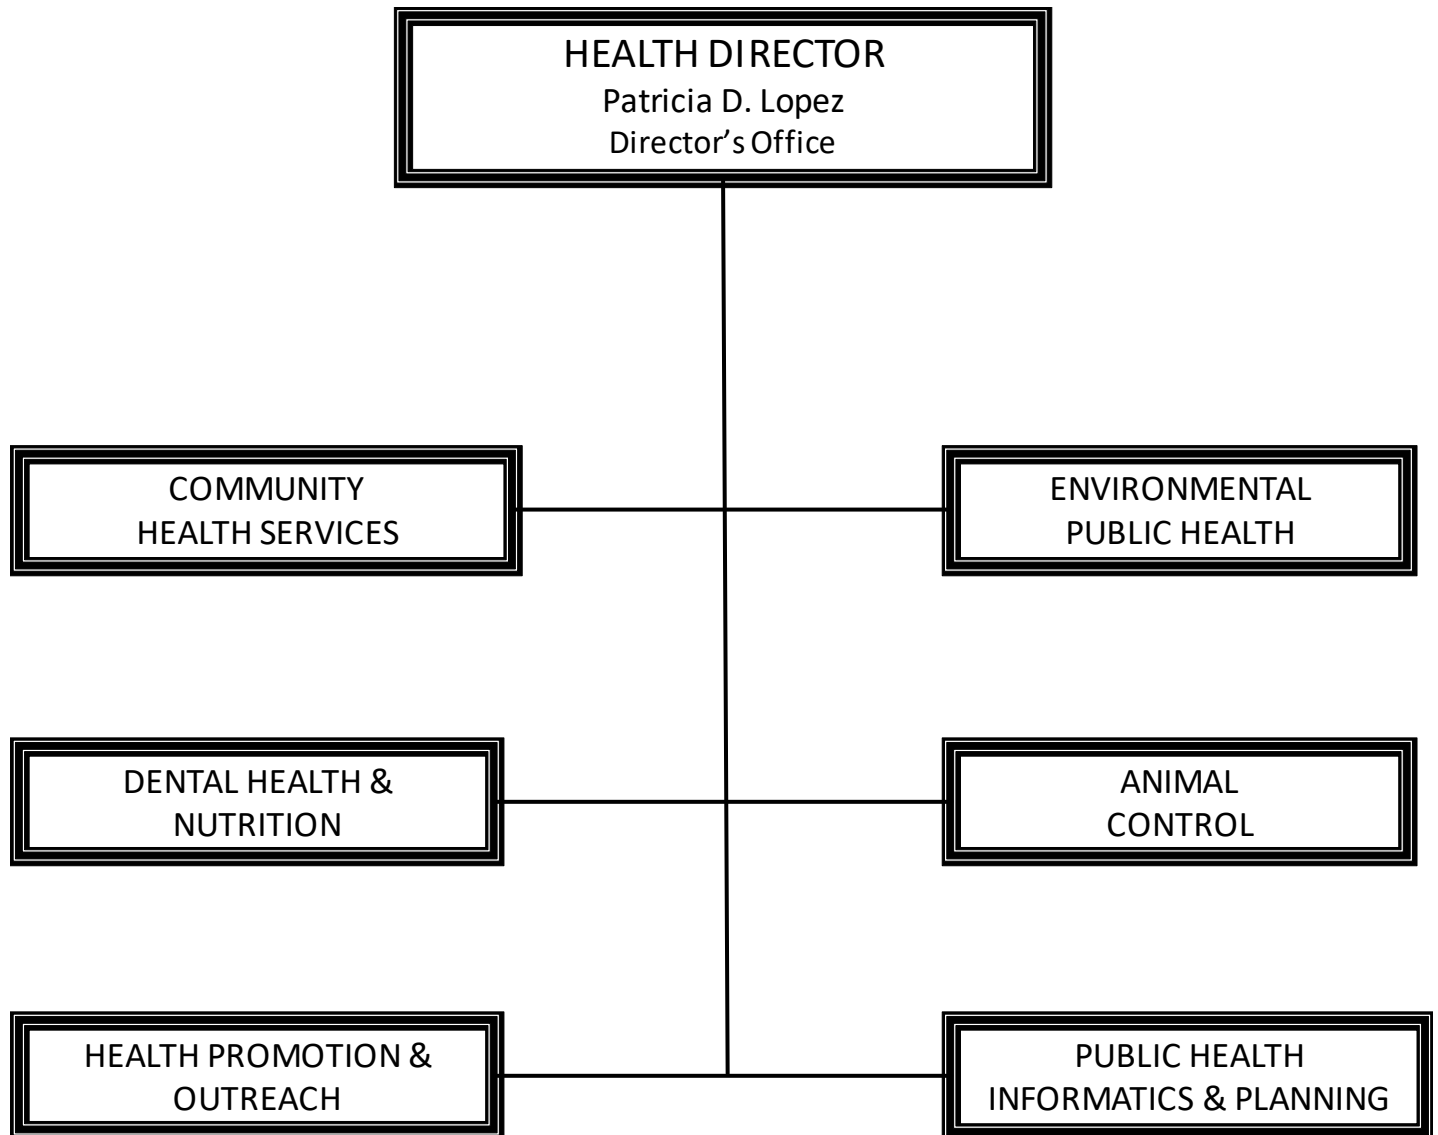 HEALTH DIRECTOR
Patricia D. Lopez
Director’s Office
COMMUNITY
HEALTH SERVICES
ENVIRONMENTAL
PUBLIC HEALTH
DENTAL HEALTH &
NUTRITION
ANIMAL
CONTROL
HEALTH PROMOTION &
OUTREACH
PUBLIC HEALTH
INFORMATICS & PLANNING